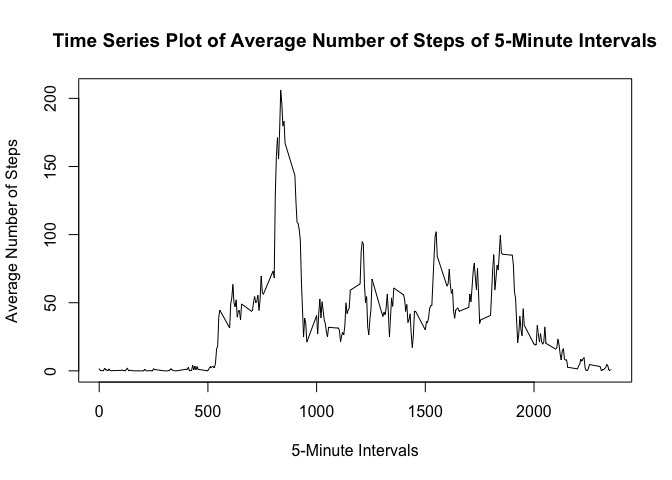 Time Series Plot of Average Number of Steps of 5-Minute Intervals
Average Number of Steps
200
150
100
50
0
0 500 1000 1500 2000
5-Minute Intervals